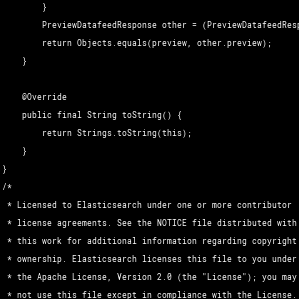 }
PreviewDatafeedResponse other = (PreviewDatafeedResp
return Objects.equals(preview, other.preview);
}
@Override
public final String toString() {
return Strings.toString(this);
}
}
/*
* Licensed to Elasticsearch under one or more contributor
* license agreements. See the NOTICE file distributed with
* this work for additional information regarding copyright
* ownership. Elasticsearch licenses this file to you under
* the Apache License, Version 2.0 (the "License"); you may
* not use this file except in compliance with the License.